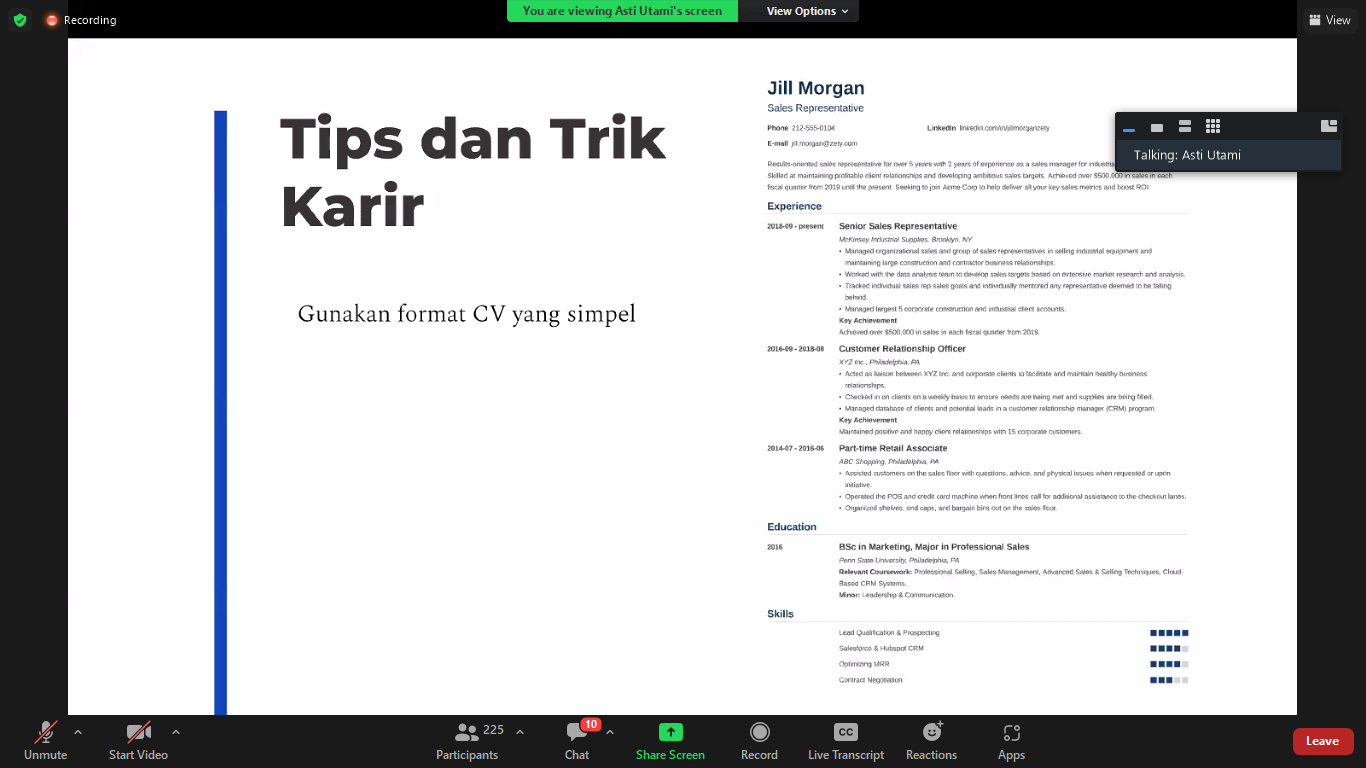 Recording
You are viewing Asti Utami's screen
View Options
View
Tips dan Trik
Karir
Gunakan format CV yang simpel
Jill Morgan
Sales Representative
Phone 212-555-0104
LinkedIn linkedin.com/in/jillmorganzety
E-mail jill.morgan@zety.com
Talking: Asti Utami
Results-oriented sales representative for over 5 years with 2 years of experience as a sales manager for
Skilled at maintaining profitable client relationships and developing ambitious sales targets. Achieved over $500,000 in sales in each
fiscal quarter from 2019 until the present. Seeking to join Acme Corp to help deliver all your key sales metrics and boost ROI.
Experience
2018-09 - present
Senior Sales Representative
McKinsey Industrial Supplies, Brooklyn, NY
• Managed organizational sales and group of sales representatives in selling industrial equipment and
maintaining large construction and contractor business relationships.
• Worked with the data analysis team to develop sales targets based on extensive market research and analysis.
• Tracked individual sales rep sales goals and individually mentored any representative deemed to be falling
behind.
• Managed largest 5 corporate construction and industrial client accounts.
Key Achievement
Achieved over $500,000 in sales in each fiscal quarter from 2019.
2016-09 - 2018-08
Customer Relationship Officer
XYZ Inc., Philadelphia, PA
• Acted as liaison between XYZ Inc. and corporate clients to facilitate and maintain healthy business
relationships.
• Checked in on clients on a weekly basis to ensure needs are being met and supplies are being filled.
• Managed database of clients and potential leads in a customer relationship manager (CRM) program.
Key Achievement
Maintained positive and happy client relationships with 15 corporate customers.
2014-07 - 2016-06
Part-time Retail Associate
ABC Shopping, Philadelphia, PA
• Assisted customers on the sales floor with questions, advice, and physical issues when requested or upon
initiative.
• Operated the POS and credit card machine when front lines call for additional assistance to the checkout lanes.
• Organized shelves, end caps, and bargain bins out on the sales floor.
Education
2016
BSc in Marketing, Major in Professional Sales
Penn State University, Philadelphia, PA
Relevant Coursework: Professional Selling, Sales Management, Advanced Sales & Selling Techniques, Cloud-
Based CRM Systems.
Minor: Leadership & Communication.
Skills
Lead Qualification & Prospecting
Salesforce & Hubspot CRM
Optimizing MRR
Contract Negotiation
Unmute
Start Video
225
Participants
10
Chat
Share Screen
Record
CC
Live Transcript
Reactions
Apps
Leave